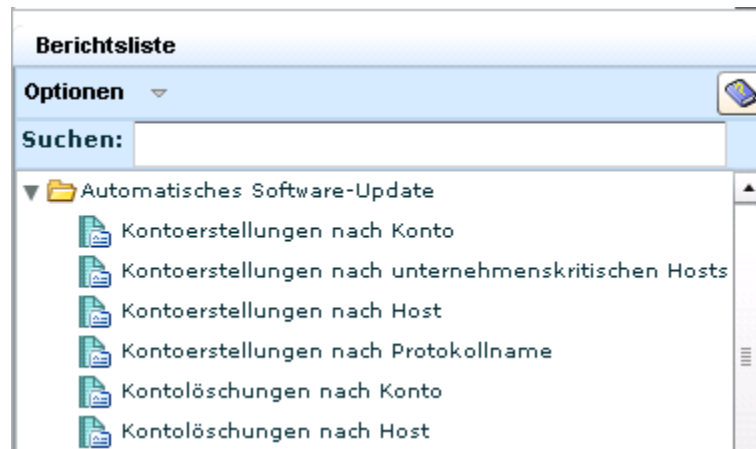 Berichtsliste
Optionen
Suchen:
Automatisches Software-Update
Kontoerstellungen nach Konto
Kontoerstellungen nach unternehmenskritischen Hosts
Kontoerstellungen nach Host
Kontoerstellungen nach Protokollname
Kontolöschungen nach Konto
Kontolöschungen nach Host